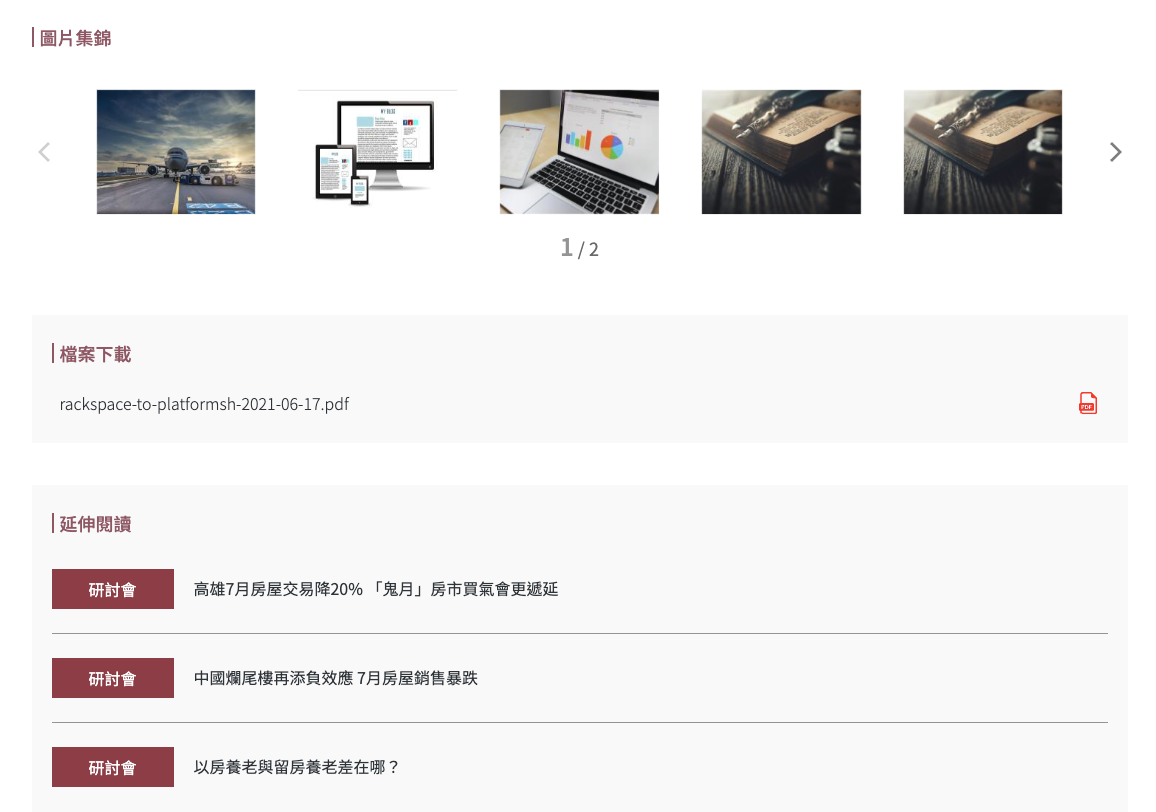 圖片集錦
MY BLOG
1 / 2
檔案下載
rackspace-to-platformsh-2021-06-17.pdf
PDF
延伸閱讀
研討會
高雄7月房屋交易降20% 「鬼月」房市買氣會更遞延
研討會
中國爛尾樓再添負效應 7月房屋銷售暴跌
研討會
以房養老與留房養老差在哪？